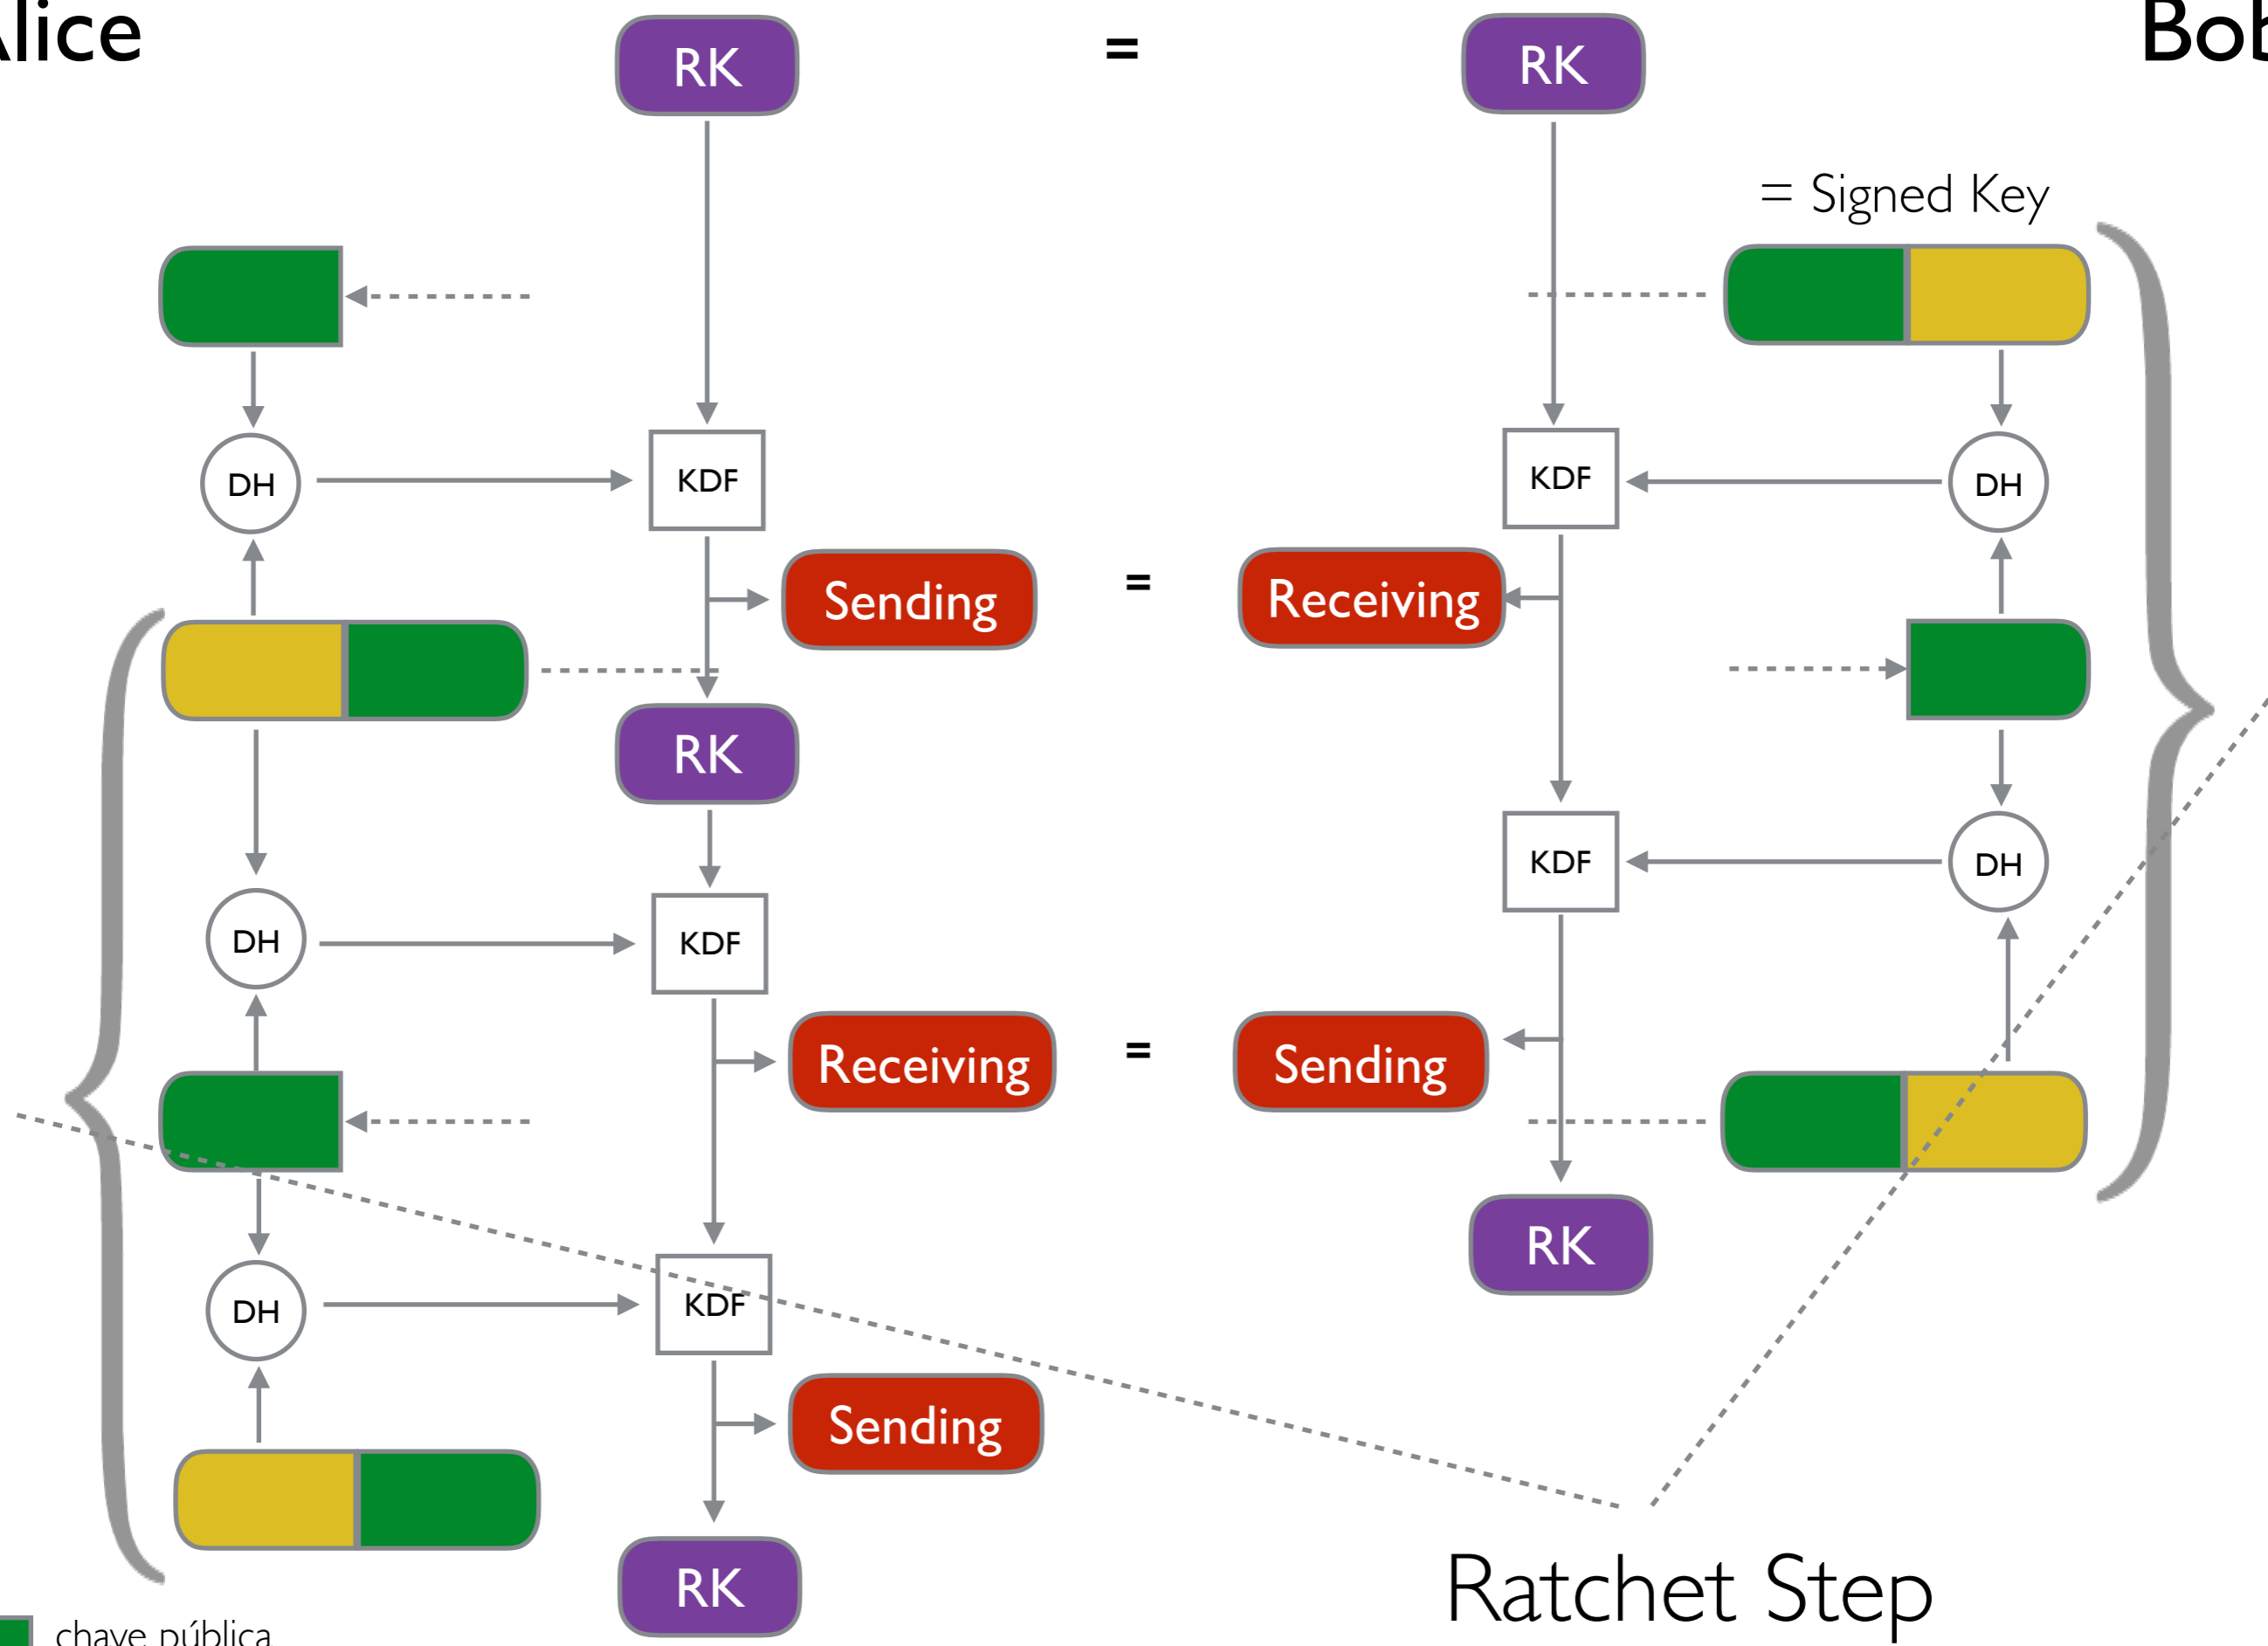 Alice
RK
=
RK
Bob
= Signed Key
DH
KDF
KDF
DH
Sending
=
Receiving
RK
KDF
DH
DH
KDF
Receiving
=
Sending
RK
DH
KDF
Sending
RK
Ratchet Step
chave pública